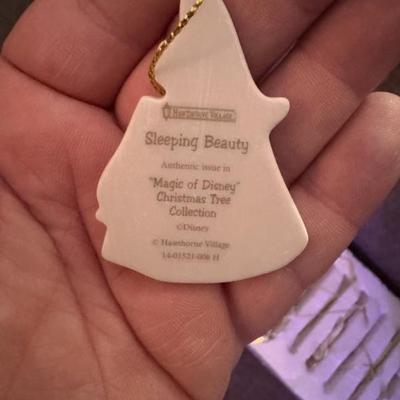 HAWTHORNE VILLAGE
Sleeping Beauty
Authentic issue in
"Magic of Disney"
Christmas Tree
Collection
©Disney
© Hawthorne Village
14-01521-006 H